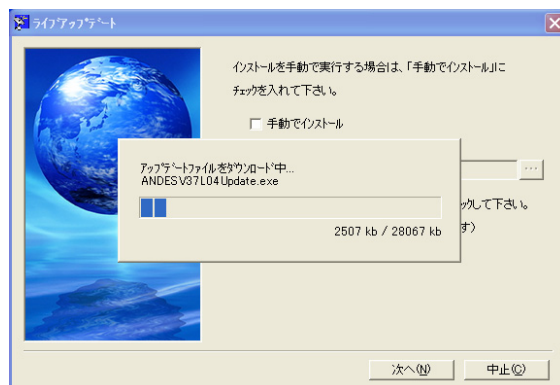 ライブアップデート
インストールを手動で実行する場合は、「手動でインストール」に
チェックを入れて下さい。
手動でインストール
アップデートファイルをダウンロード中...
ANDESV37L04Update.exe
...
ックして下さい。
2507 kb / 28067 kb
す)
次へ(N)
中止(C)